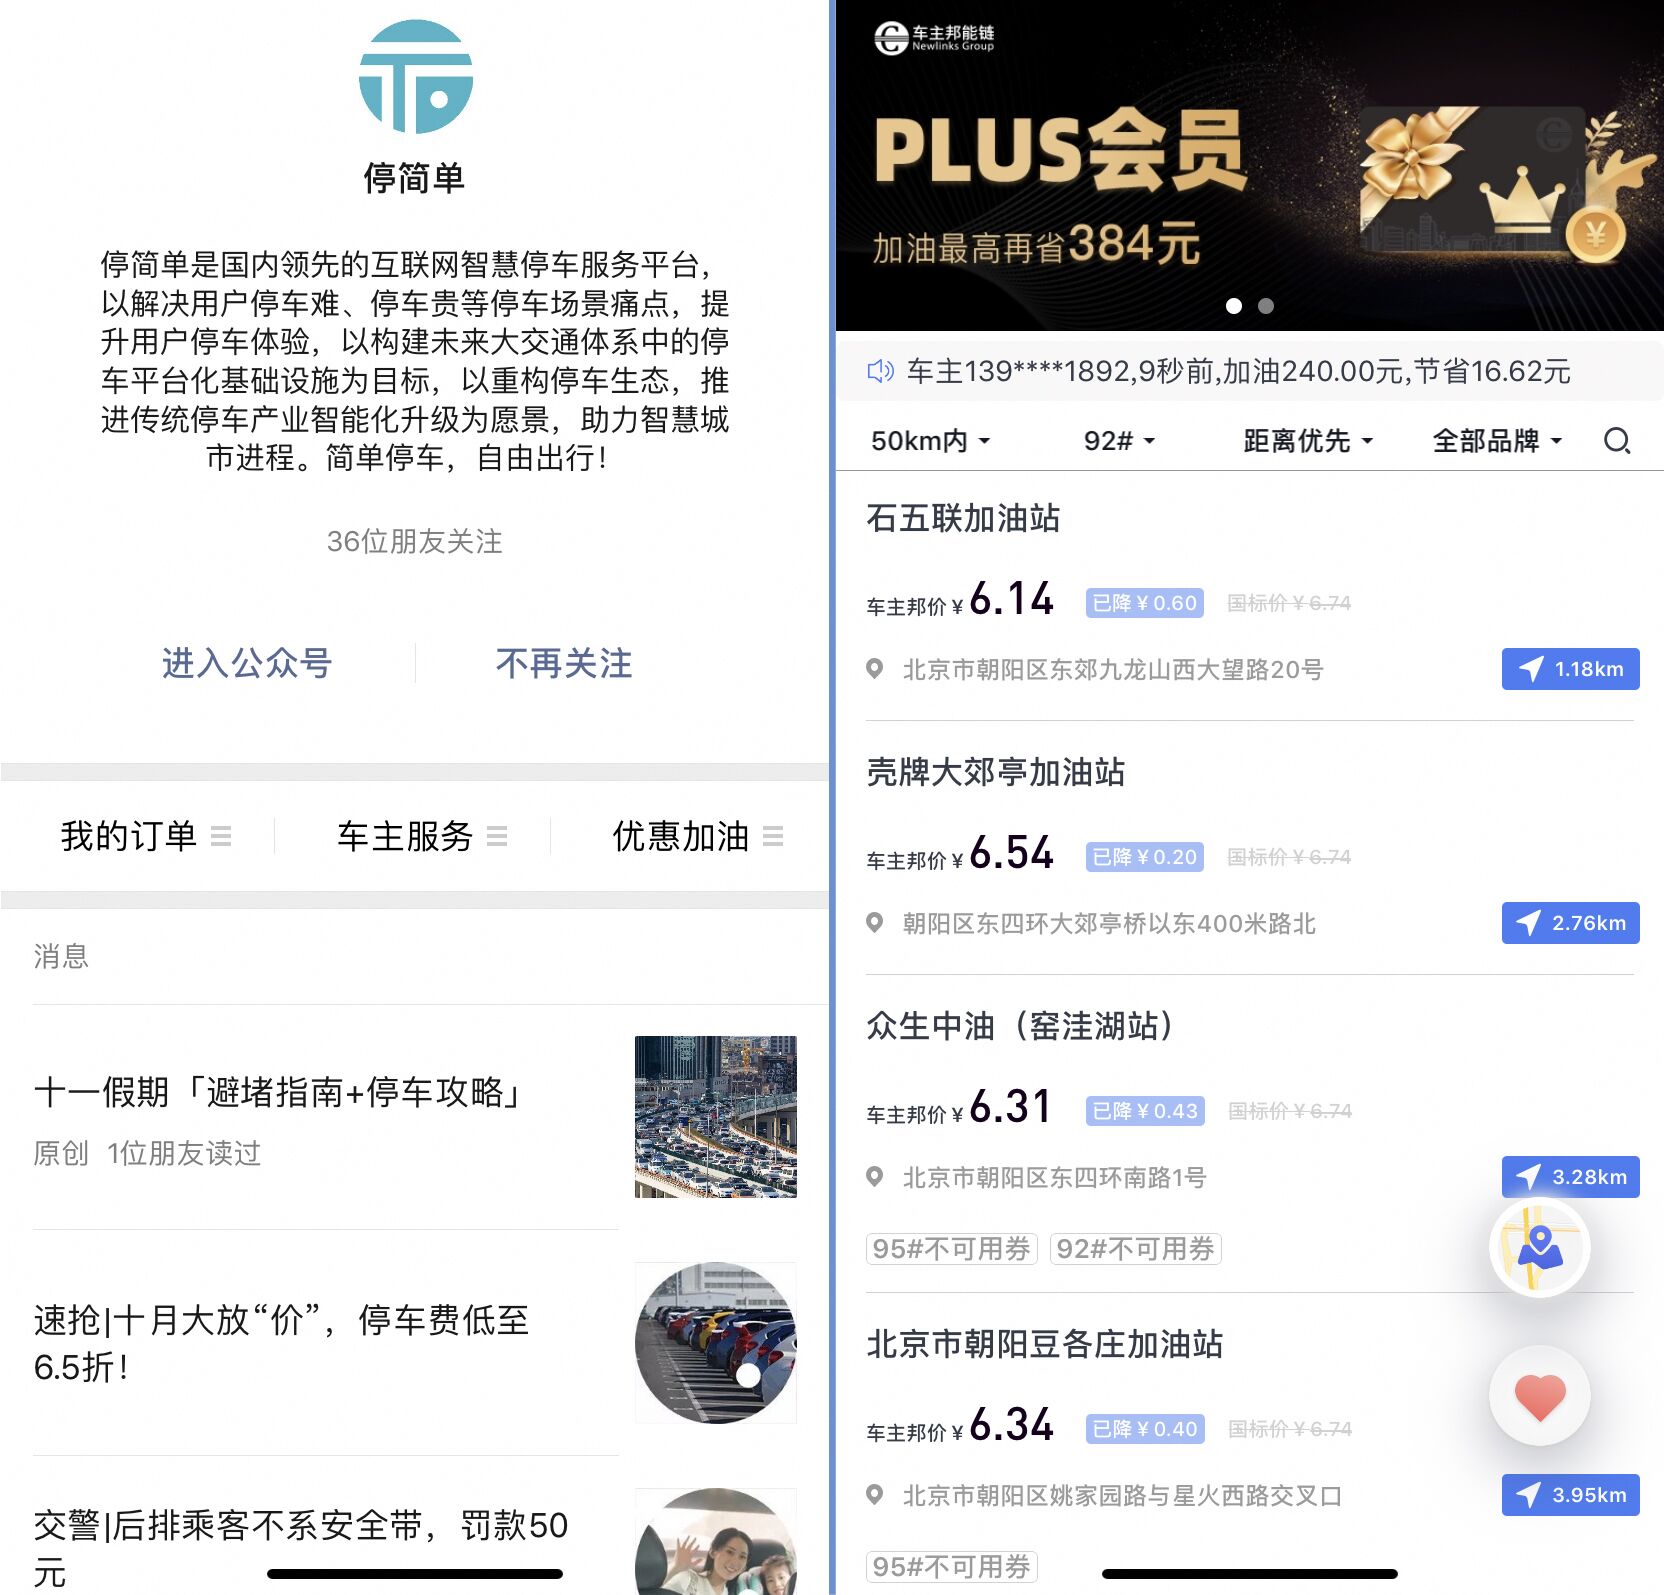 停简单
停简单是国内领先的互联网智慧停车服务平台，
以解决用户停车难、停车贵等停车场景痛点，提
升用户停车体验，以构建未来大交通体系中的停
车平台化基础设施为目标，以重构停车生态，推
进传统停车产业智能化升级为愿景，助力智慧城
市进程。简单停车，自由出行！
36位朋友关注
进入公众号 不再关注
我的订单 车主服务 优惠加油
消息
十一假期「避堵指南+停车攻略」
原创 1位朋友读过
速抢|十月大放“价”，停车费低至
6.5折！
交警|后排乘客不系安全带，罚款50
元
车主邦能链
Newlinks Group
PLUS会员
加油最高再省384元
车主139****1892,9秒前,加油240.00元,节省16.62元
50km内 92# 距离优先 全部品牌
石五联加油站
车主邦价¥6.14 已降¥0.60 国标价¥6.74
北京市朝阳区东郊九龙山西大望路20号 1.18km
壳牌大郊亭加油站
车主邦价¥6.54 已降¥0.20 国标价¥6.74
朝阳区东四环大郊亭桥以东400米路北 2.76km
众生中油（窑洼湖站）
车主邦价¥6.31 已降¥0.43 国标价¥6.74
北京市朝阳区东四环南路1号 3.28km
95#不可用券 92#不可用券
北京市朝阳豆各庄加油站
车主邦价¥6.34 已降¥0.40 国标价¥6.74
北京市朝阳区姚家园路与星火西路交叉口 3.95km
95#不可用券